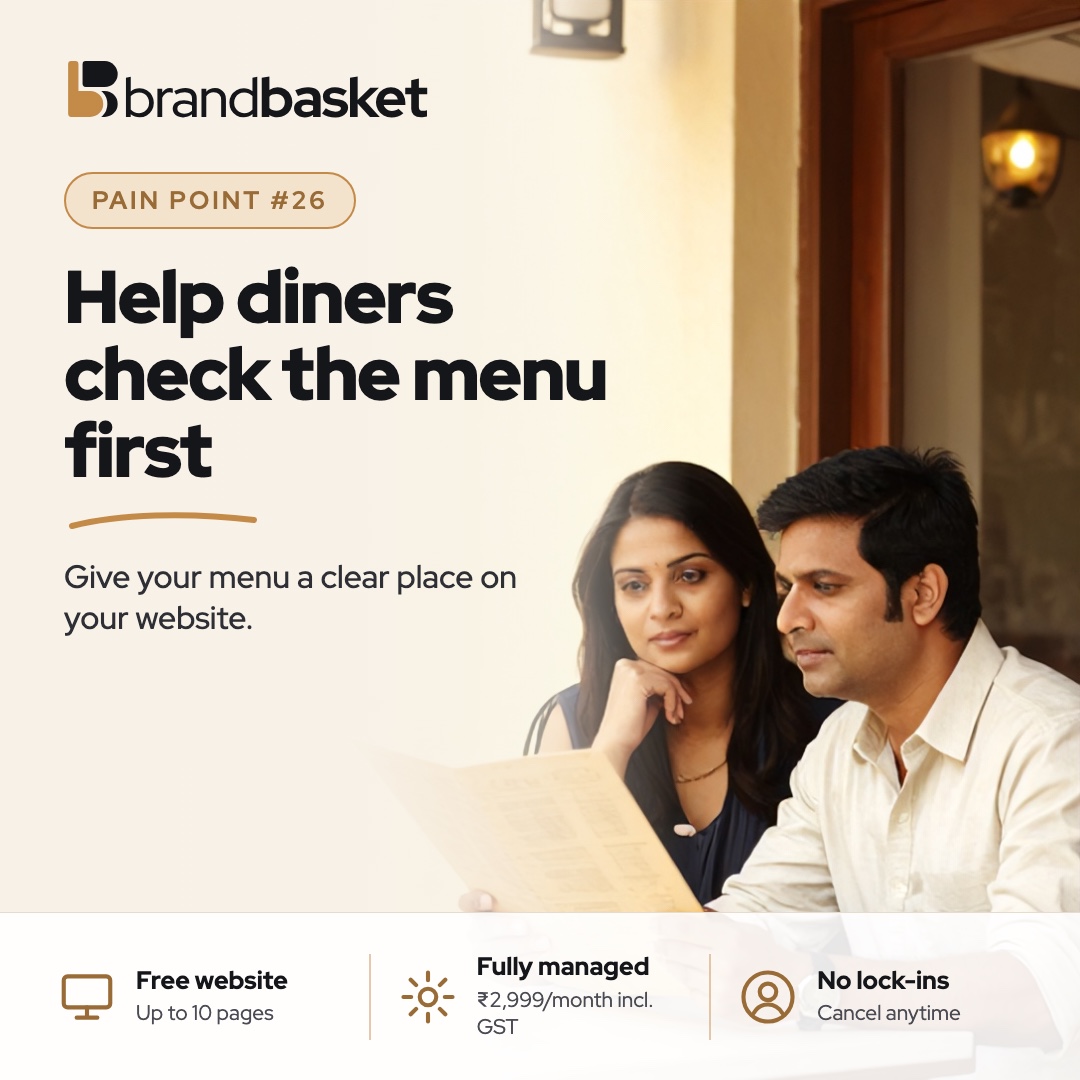 brandbasket
PAIN POINT #26
Help diners
check the menu
first
Give your menu a clear place on
your website.
Free website
Up to 10 pages
Fully managed
₹2,999/month incl.
GST
No lock-ins
Cancel anytime